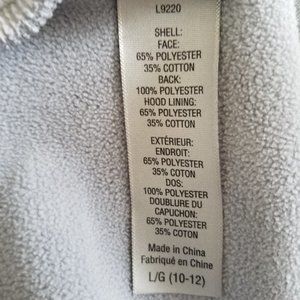 L9220
SHELL:
FACE:
65% POLYESTER
35% COTTON
BACK:
100% POLYESTER
HOOD LINING:
65% POLYESTER
35% COTTON
EXTÉRIEUR:
ENDROIT:
65% POLYESTER
35% COTON
DOS:
100% POLYESTER
DOUBLURE DU
CAPUCHON:
65% POLYESTER
35% COTON
Made in China
Fabriqué en Chine
L/G (10-12)